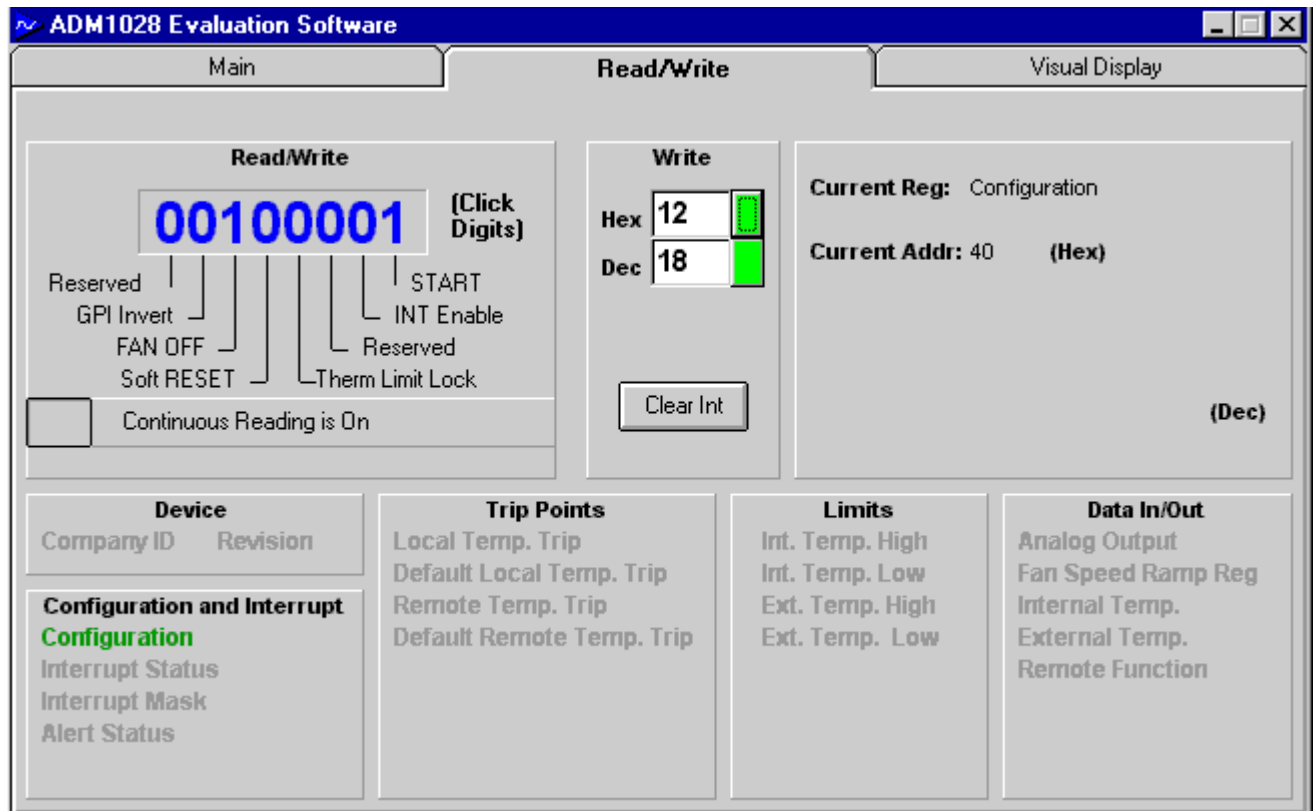 ADM1028 Evaluation Software
Main
Read/Write
Visual Display
Read/Write
00100001
(Click
Digits)
Reserved
START
GPI Invert
INT Enable
FAN OFF
Reserved
Soft RESET
Therm Limit Lock
Continuous Reading is On
Write
Hex 12
Dec 18
Clear Int
Current Reg: Configuration
Current Addr: 40 (Hex)
(Dec)
Device
Company ID Revision
Configuration and Interrupt
Configuration
Interrupt Status
Interrupt Mask
Alert Status
Trip Points
Local Temp. Trip
Default Local Temp. Trip
Remote Temp. Trip
Default Remote Temp. Trip
Limits
Int. Temp. High
Int. Temp. Low
Ext. Temp. High
Ext. Temp. Low
Data In/Out
Analog Output
Fan Speed Ramp Reg
Internal Temp.
External Temp.
Remote Function